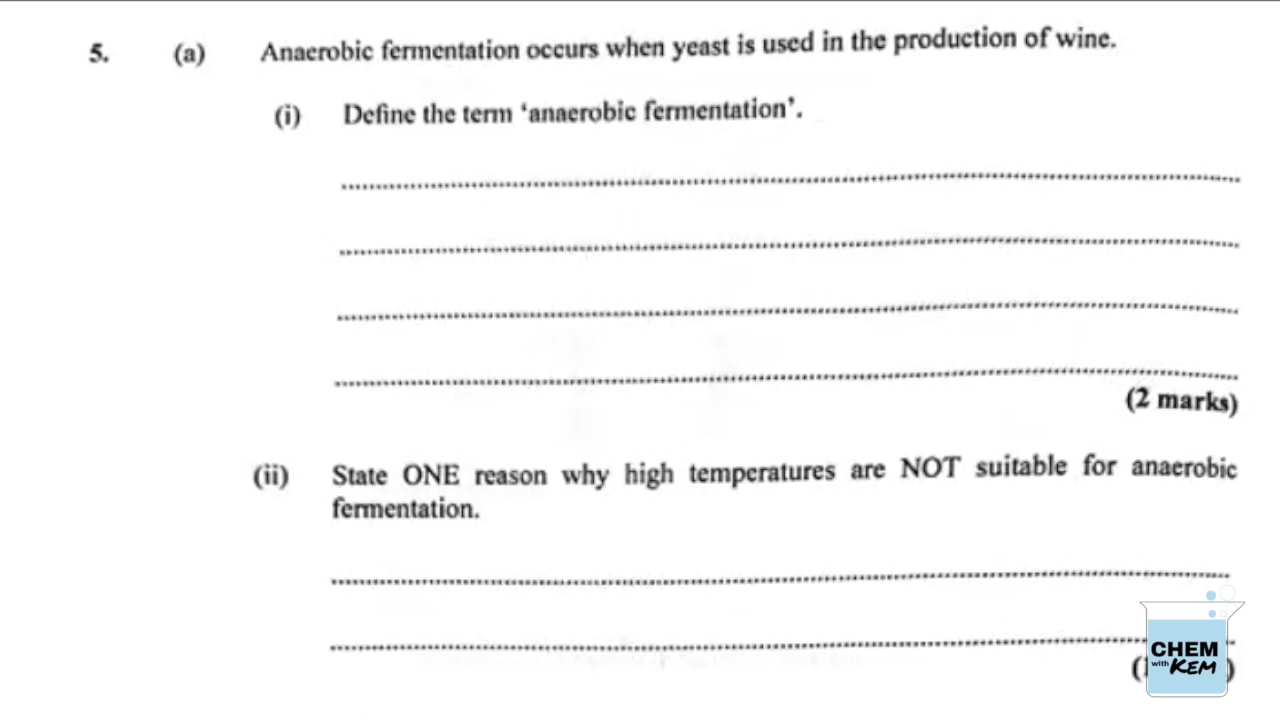 5. (a) Anaerobic fermentation occurs when yeast is used in the production of wine.
(i) Define the term ‘anaerobic fermentation’.
(2 marks)
(ii) State ONE reason why high temperatures are NOT suitable for anaerobic
fermentation.
CHEM
with KEM